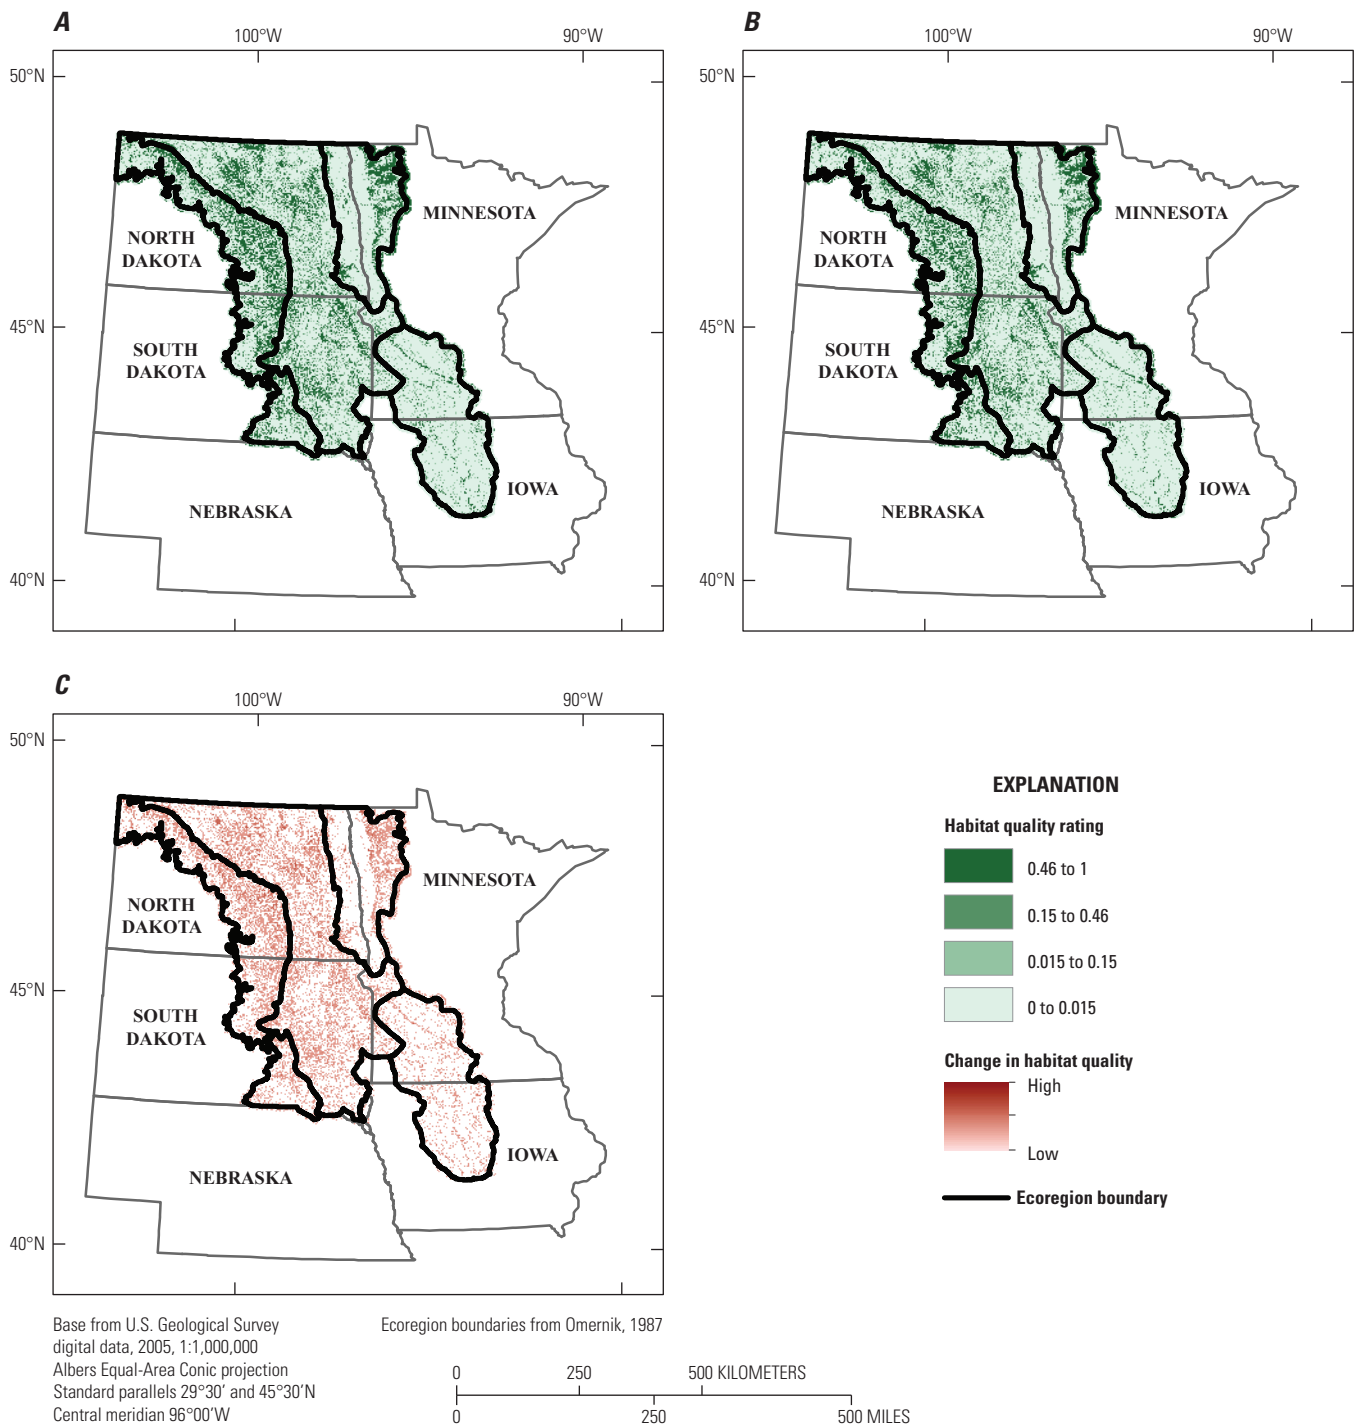 A
100°W
90°W
50°N
45°N
40°N
MINNESOTA
NORTH
DAKOTA
SOUTH
DAKOTA
NEBRASKA
IOWA
B
100°W
90°W
50°N
45°N
40°N
MINNESOTA
NORTH
DAKOTA
SOUTH
DAKOTA
NEBRASKA
IOWA
C
100°W
90°W
50°N
45°N
40°N
MINNESOTA
NORTH
DAKOTA
SOUTH
DAKOTA
NEBRASKA
IOWA
EXPLANATION
Habitat quality rating
0.46 to 1
0.15 to 0.46
0.015 to 0.15
0 to 0.015
Change in habitat quality
High
Low
Ecoregion boundary
Base from U.S. Geological Survey
digital data, 2005, 1:1,000,000
Albers Equal-Area Conic projection
Standard parallels 29°30’ and 45°30’N
Central meridian 96°00’W
Ecoregion boundaries from Omernik, 1987
0 250 500 KILOMETERS
0 250 500 MILES